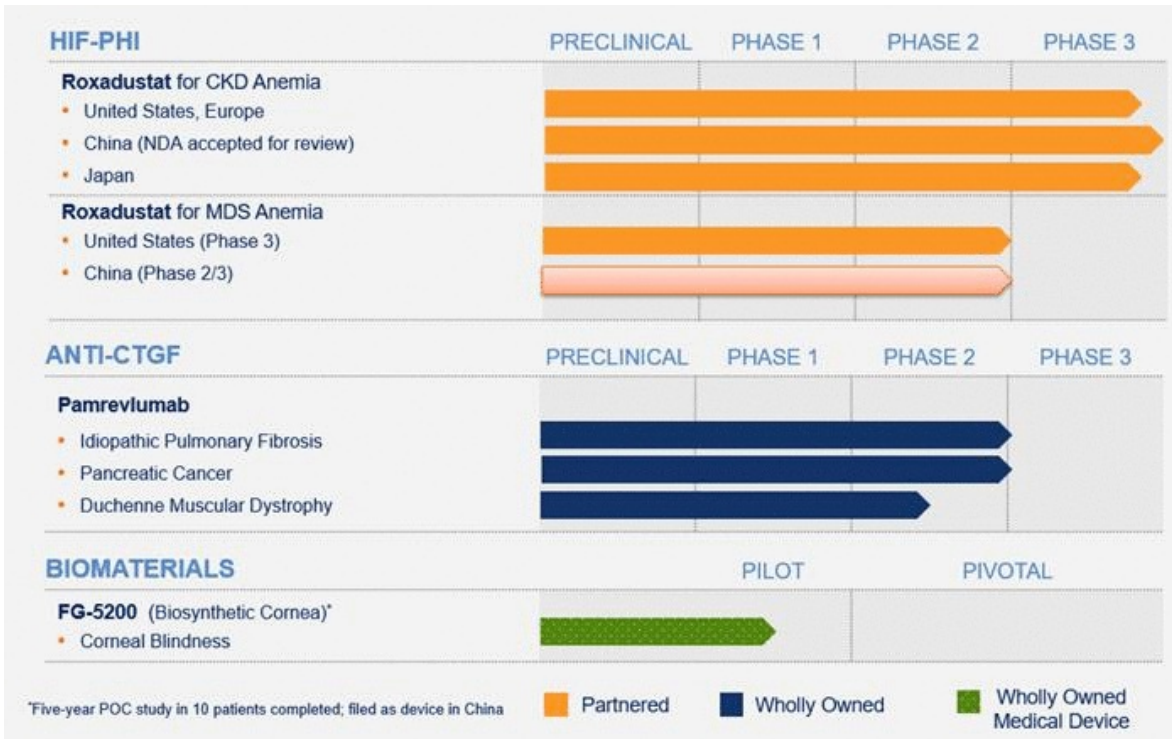 HIF-PHI PRECLINICAL PHASE 1 PHASE 2 PHASE 3
Roxadustat for CKD Anemia
• United States, Europe
• China (NDA accepted for review)
• Japan
Roxadustat for MDS Anemia
• United States (Phase 3)
• China (Phase 2/3)
ANTI-CTGF PRECLINICAL PHASE 1 PHASE 2 PHASE 3
Pamrevlumab
• Idiopathic Pulmonary Fibrosis
• Pancreatic Cancer
• Duchenne Muscular Dystrophy
BIOMATERIALS PILOT PIVOTAL
FG-5200 (Biosynthetic Cornea)*
• Corneal Blindness
*Five-year POC study in 10 patients completed; filed as device in China
Partnered
Wholly Owned
Wholly Owned
Medical Device